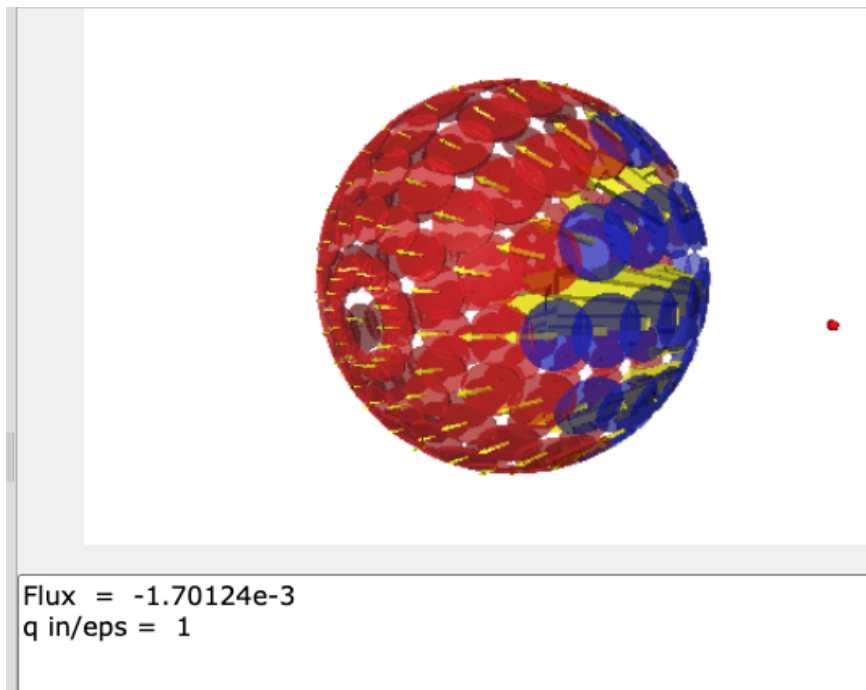 Flux = -1.70124e-3
q in/eps = 1